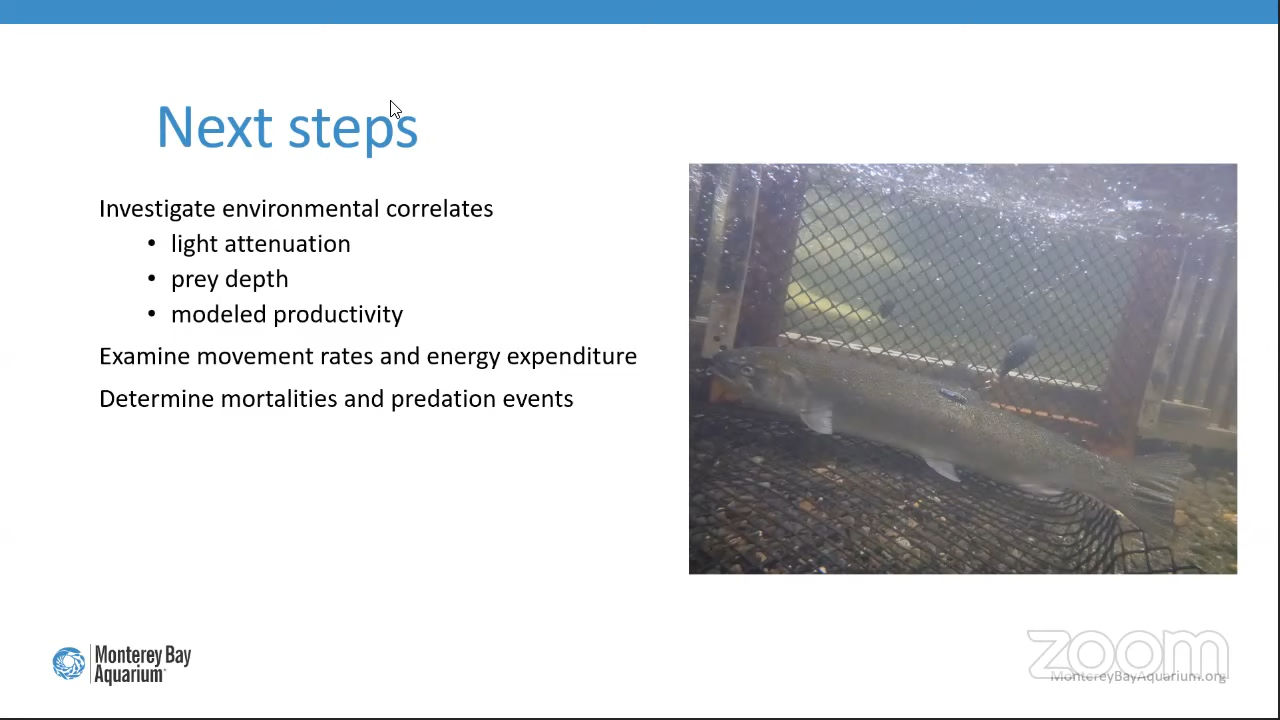 Next steps
Investigate environmental correlates
• light attenuation
• prey depth
• modeled productivity
Examine movement rates and energy expenditure
Determine mortalities and predation events
Monterey Bay
Aquarium
zoom
MontereyBayAquarium.org